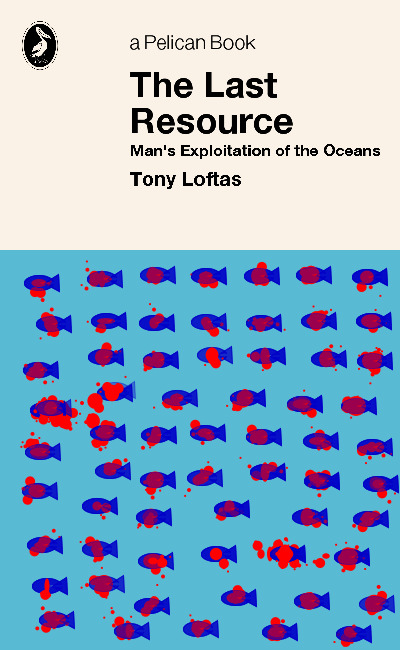 a Pelican Book
The Last
Resource
Man's Exploitation of the Oceans
Tony Loftas